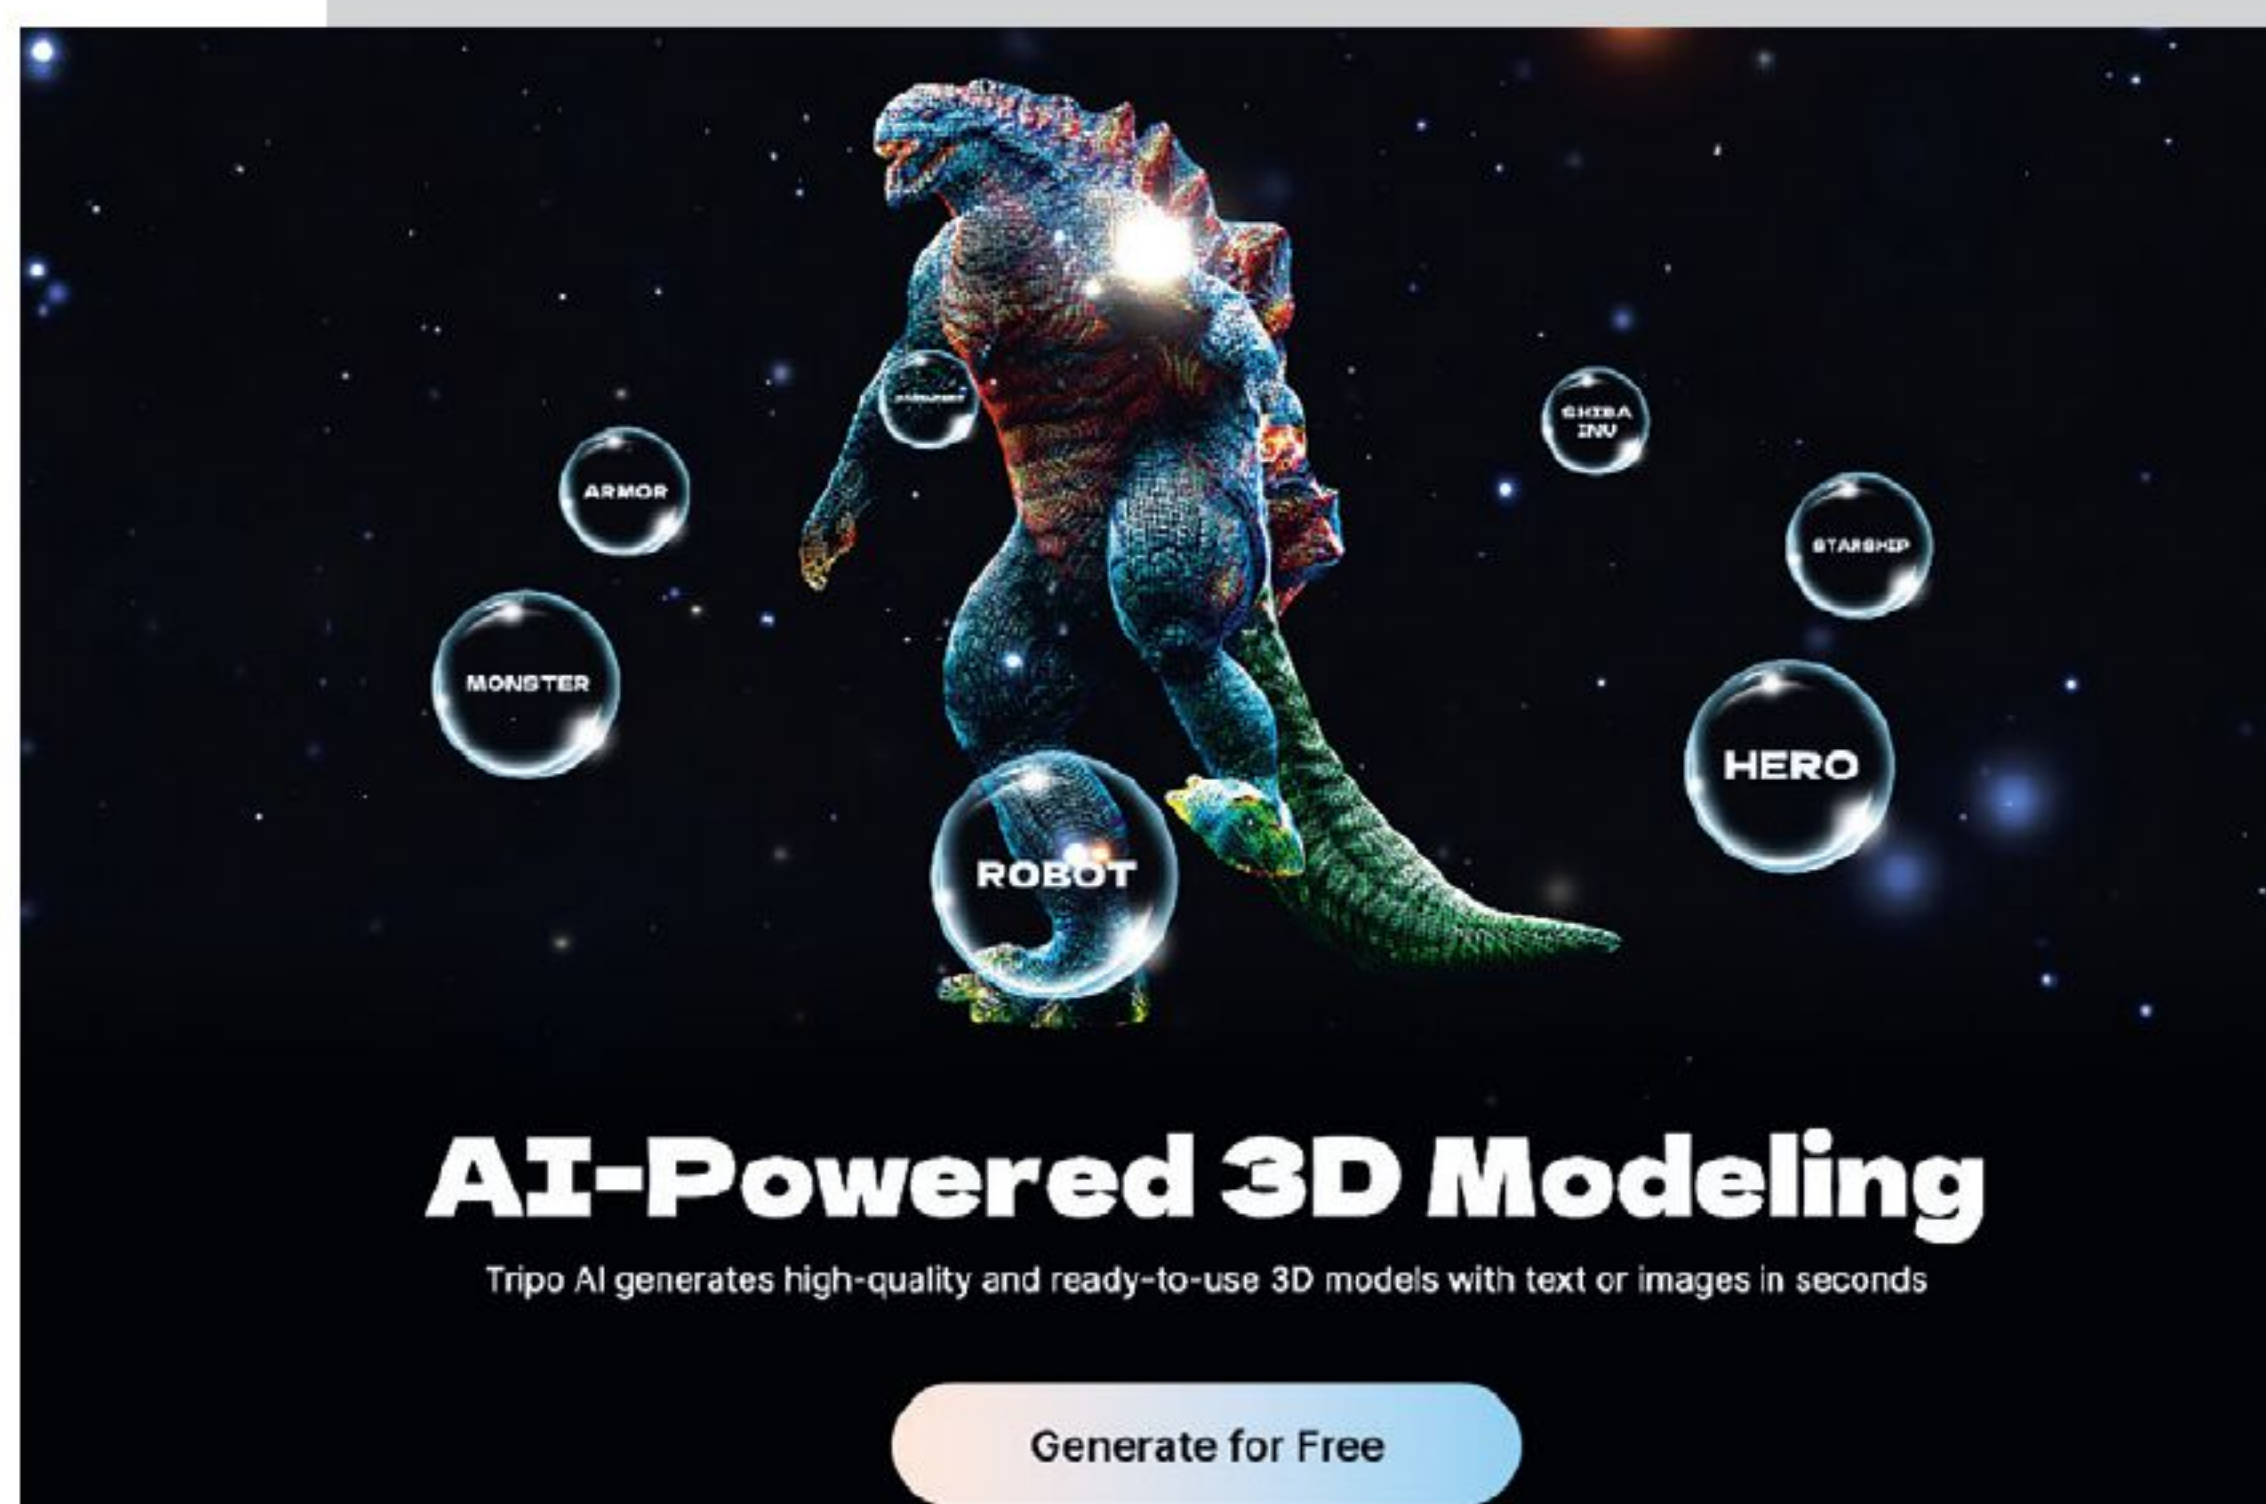 SHIBA
INU
ARMOR
STARSHIP
MONSTER
HERO
ROBOT
AI-Powered 3D Modeling
Tripo AI generates high-quality and ready-to-use 3D models with text or images in seconds
Generate for Free